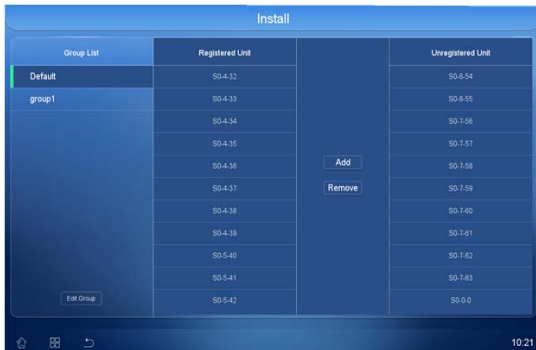 Install
Group List Registered Unit Unregistered Unit
Default S0-4-32 S0-6-54
group1 S0-4-33 S0-6-55
S0-4-34 S0-7-56
S0-4-35 S0-7-57
S0-4-36 Add S0-7-58
S0-4-37 Remove S0-7-59
S0-4-38 S0-7-60
S0-4-39 S0-7-61
S0-5-40 S0-7-62
S0-5-41 S0-7-63
Edit Group S0-5-42 S0-0-0
10:21